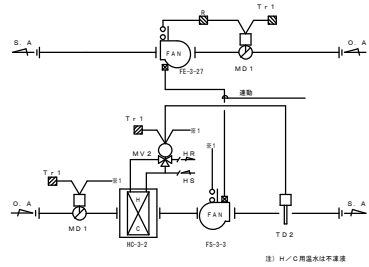 R
Tr1
S. A
FAN
MD1
O. A
FE-3-27
連動
Tr1
※1
※1
MV2
HR
HS
Tr1
※1
O. A
H
C
FAN
S. A
MD1
HC-3-2
FS-3-3
TD2
注) H/C用温水は不凍液